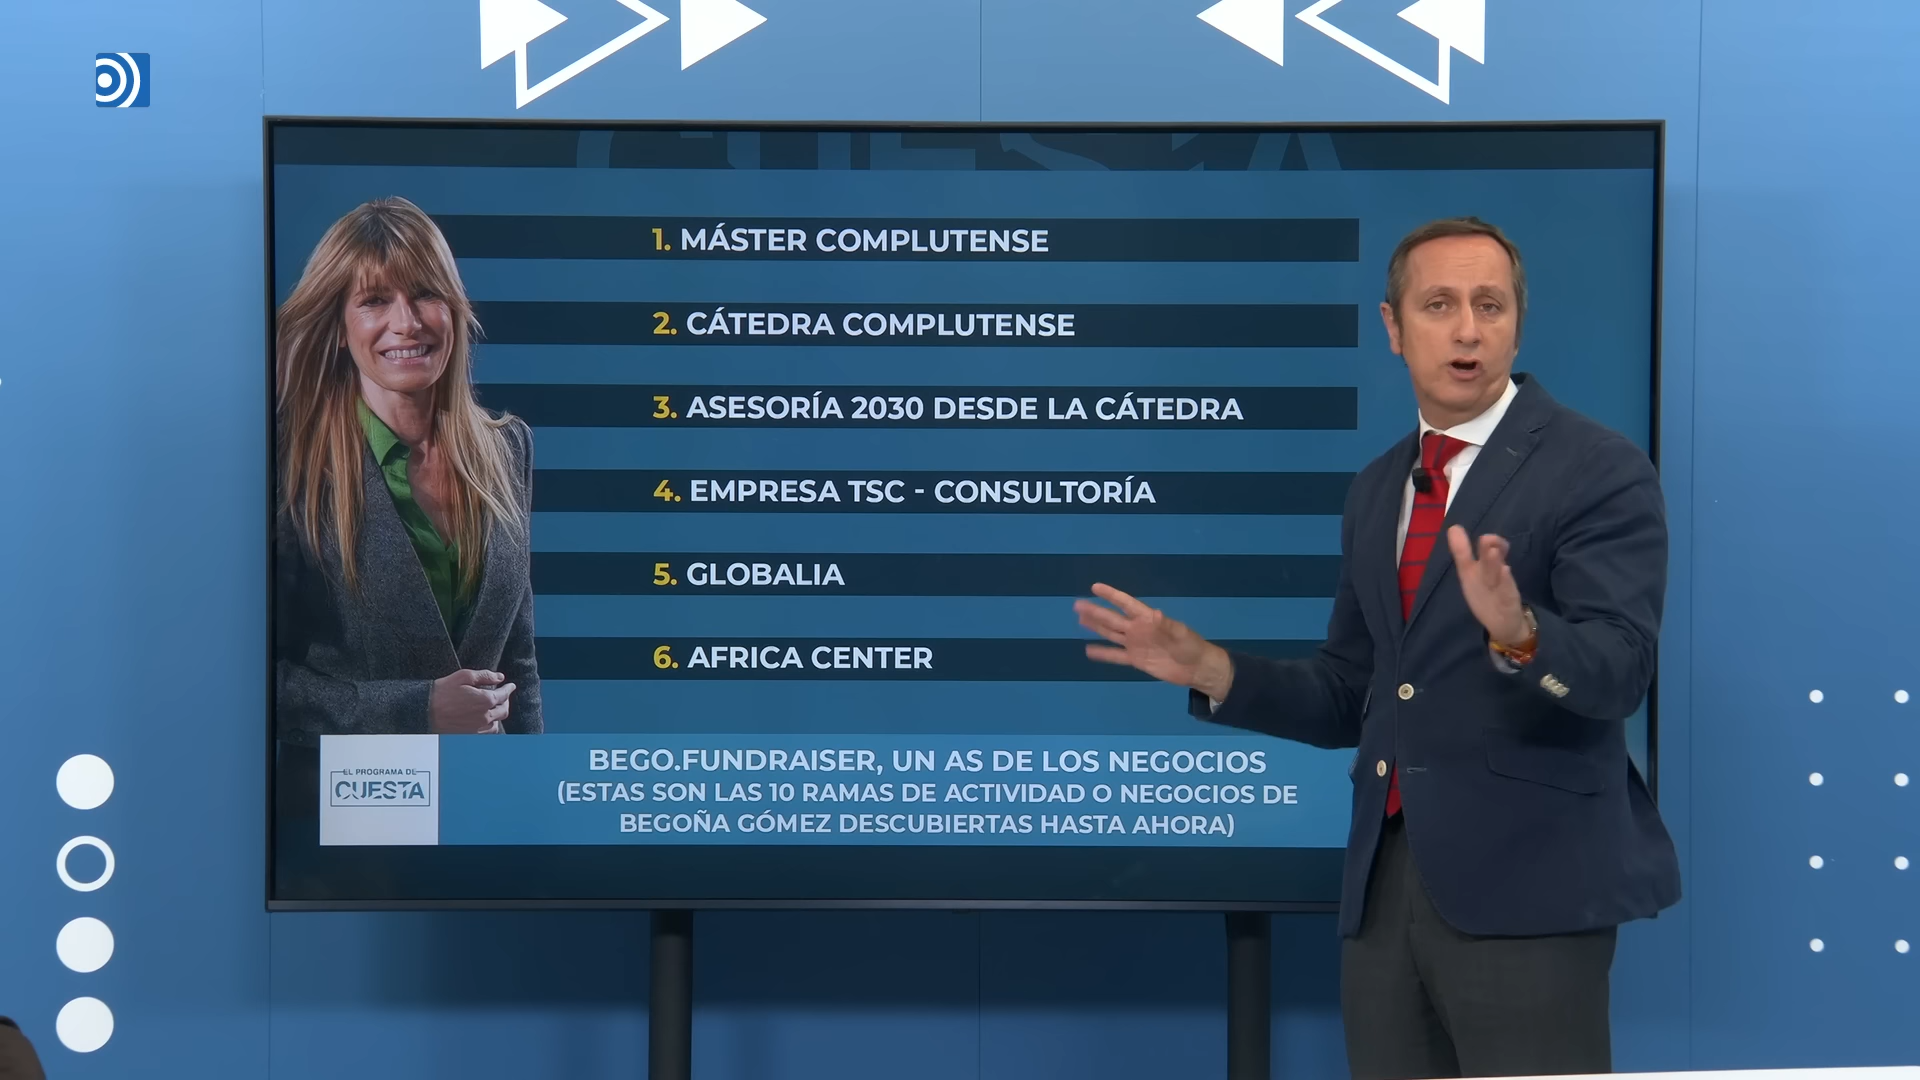 CUESTA
1. MÁSTER COMPLUTENSE
2. CÁTEDRA COMPLUTENSE
3. ASESORÍA 2030 DESDE LA CÁTEDRA
4. EMPRESA TSC - CONSULTORÍA
5. GLOBALIA
6. AFRICA CENTER
EL PROGRAMA DE
CUESTA
BEGO.FUNDRAISER, UN AS DE LOS NEGOCIOS
(ESTAS SON LAS 10 RAMAS DE ACTIVIDAD O NEGOCIOS DE
BEGOÑA GÓMEZ DESCUBIERTAS HASTA AHORA)